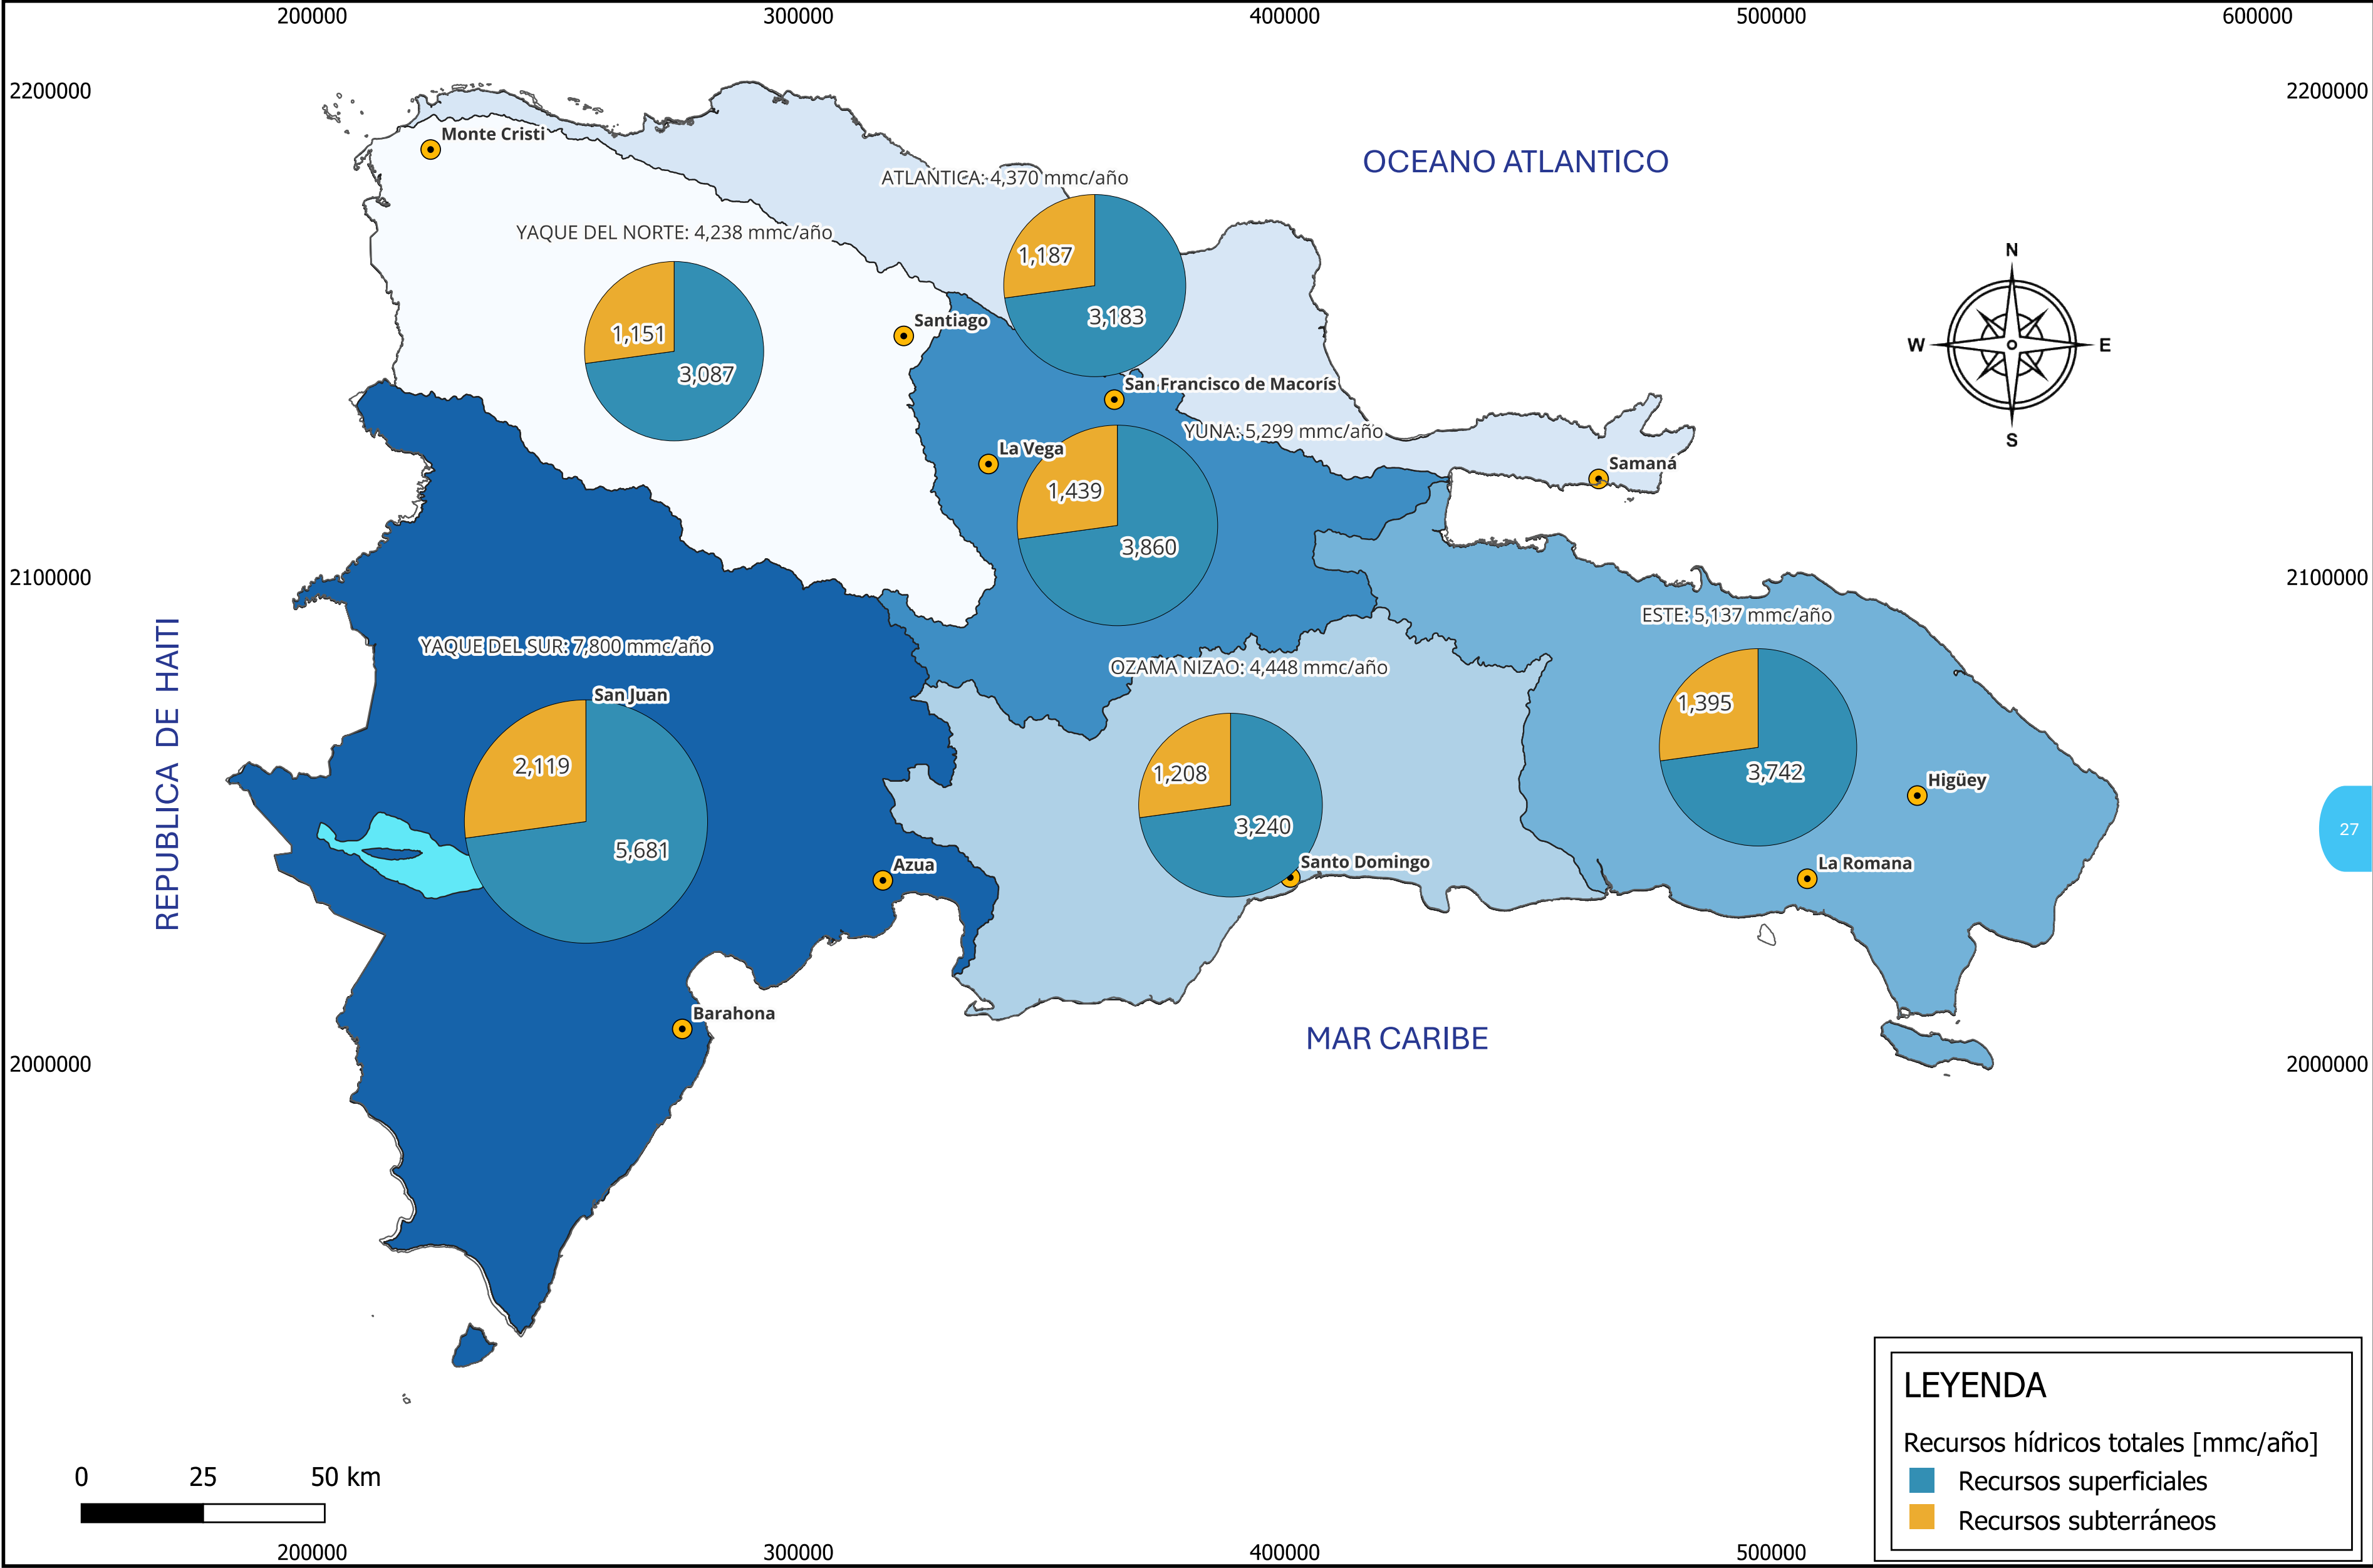 200000 300000 400000 500000 600000
2200000 2200000
Monte Cristi
OCEANO ATLANTICO
ATLANTICA: 4,370 mmc/año
YAQUE DEL NORTE: 4,238 mmc/año
1,187
3,183
N
W E
S
Santiago
1,151
3,087
San Francisco de Macorís
YUNA: 5,299 mmc/año
La Vega
Samaná
1,439
3,860
2100000 2100000
ESTE: 5,137 mmc/año
REPUBLICA DE HAITI
YAQUE DEL SUR: 7,800 mmc/año
OZAMA NIZAO: 4,448 mmc/año
San Juan
1,395
2,119
1,208
3,742
Higüey
3,240
27
5,681
Santo Domingo
La Romana
Azua
Barahona
MAR CARIBE
2000000 2000000
LEYENDA
Recursos hídricos totales [mmc/año]
Recursos superficiales
Recursos subterráneos
0 25 50 km
200000 300000 400000 500000